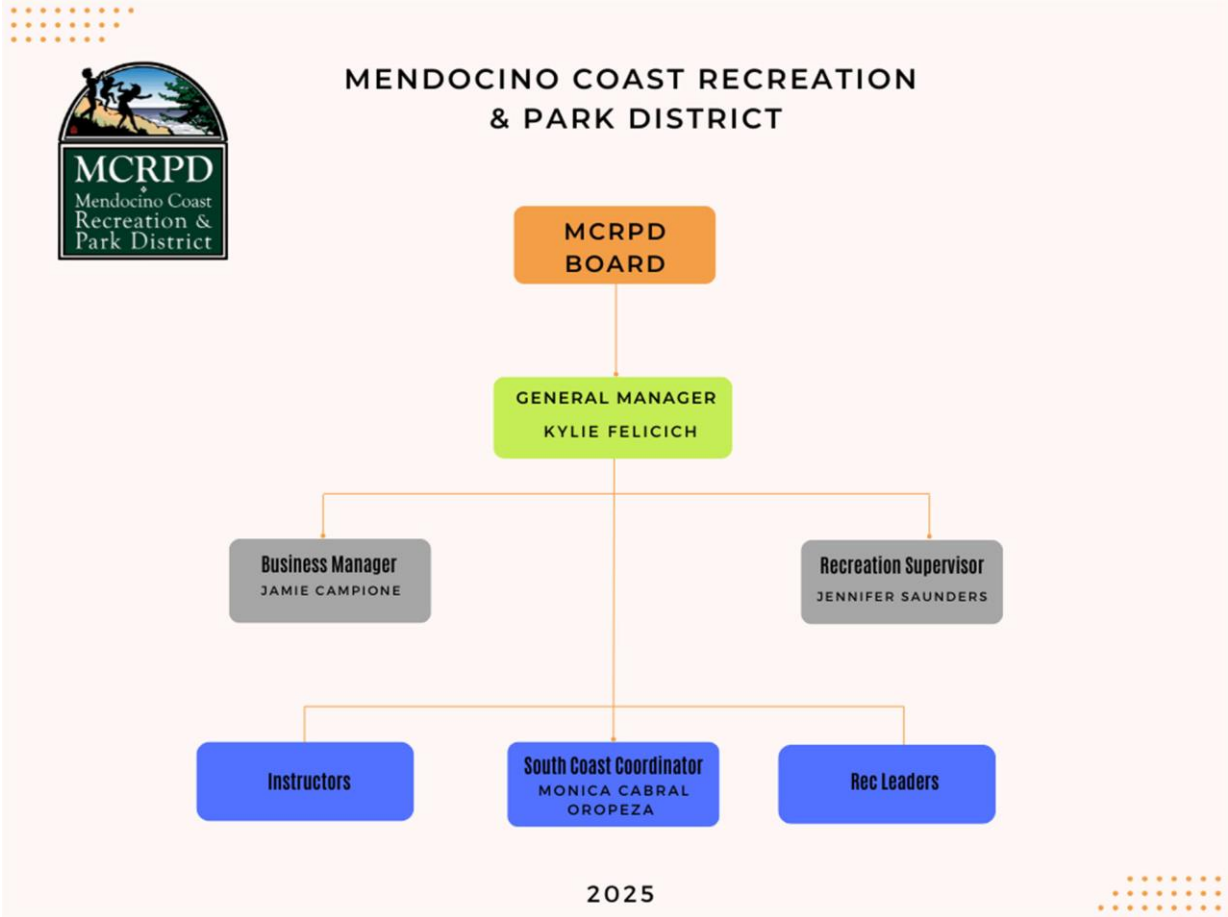 MENDOCINO COAST RECREATION
& PARK DISTRICT
MCRPD
Mendocino Coast
Recreation &
Park District
MCRPD
BOARD
GENERAL MANAGER
KYLIE FELICICH
Business Manager
JAMIE CAMPIONE
Recreation Supervisor
JENNIFER SAUNDERS
Instructors
South Coast Coordinator
MONICA CABRAL
OROPEZA
Rec Leaders
2025